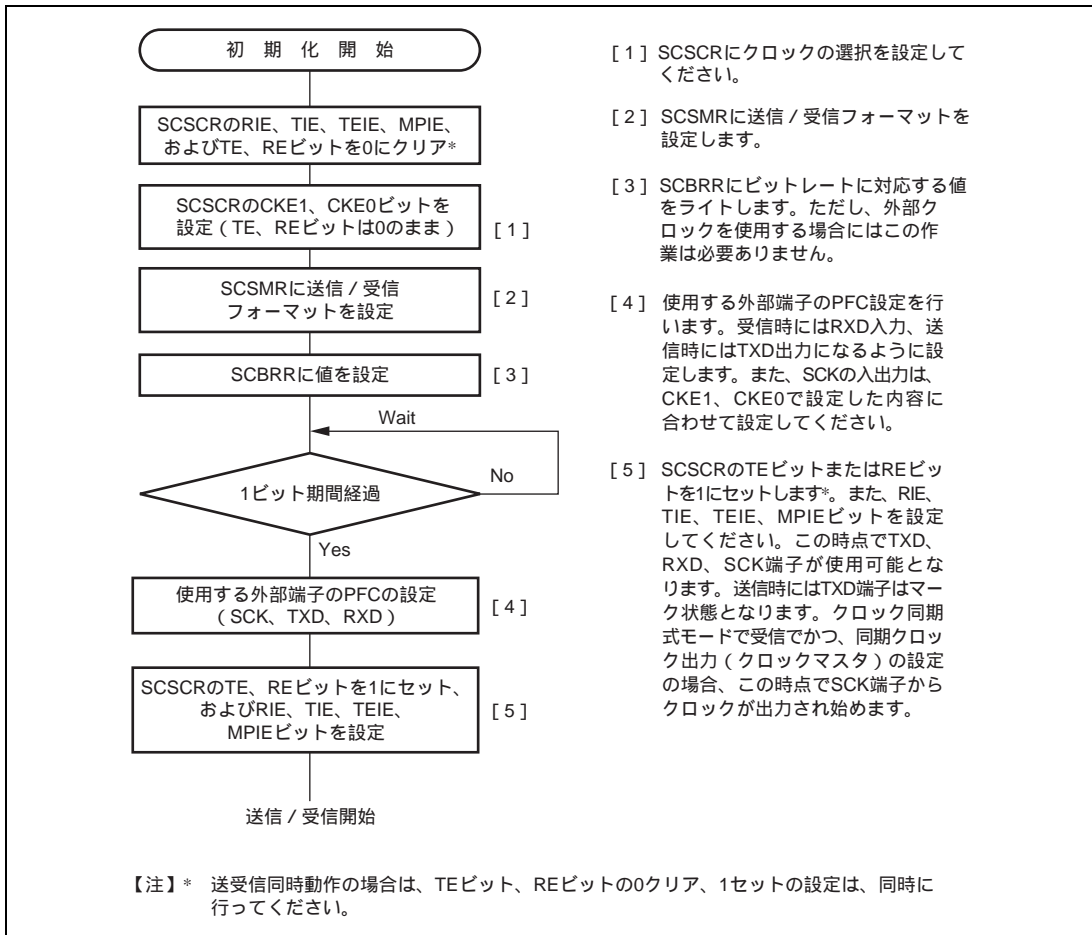 初 期 化 開 始
SCSCRのRIE、TIE、TEIE、MPIE、
およびTE、REビットを0にクリア*
SCSCRのCKE1、CKE0ビットを
設定（TE、REビットは0のまま）
[ 1 ]
SCSMRに送信 / 受信
フォーマットを設定
[ 2 ]
SCBRRに値を設定
[ 3 ]
Wait
1ビット期間経過
No
Yes
使用する外部端子のPFCの設定
（SCK、TXD、RXD）
[ 4 ]
SCSCRのTE、REビットを1にセット、
およびRIE、TIE、TEIE、
MPIEビットを設定
[ 5 ]
送信 / 受信開始
[ 1 ] SCSCRにクロックの選択を設定して
ください。
[ 2 ] SCSMRに送信 / 受信フォーマットを
設定します。
[ 3 ] SCBRRにビットレートに対応する値
をライトします。ただし、外部ク
ロックを使用する場合にはこの作
業は必要ありません。
[ 4 ] 使用する外部端子のPFC設定を行
います。受信時にはRXD入力、送
信時にはTXD出力になるように設
定します。また、SCKの入出力は、
CKE1、CKE0で設定した内容に
合わせて設定してください。
[ 5 ] SCSCRのTEビットまたはREビッ
トを1にセットします*。また、RIE、
TIE、TEIE、MPIEビットを設定
してください。この時点でTXD、
RXD、SCK端子が使用可能とな
ります。送信時にはTXD端子はマー
ク状態となります。クロック同期
式モードで受信でかつ、同期クロッ
ク出力（クロックマスタ）の設定
の場合、この時点でSCK端子から
クロックが出力され始めます。
【注】* 送受信同時動作の場合は、TEビット、REビットの0クリア、1セットの設定は、同時に
行ってください。